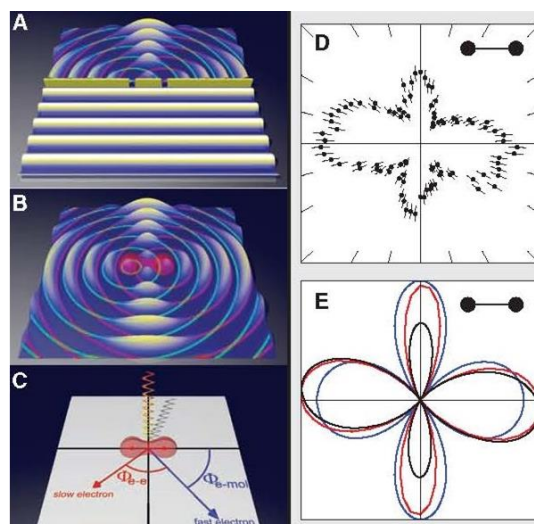 A
B
C
Φe-e
Φe-mol
slow electron
fast electron
D
E